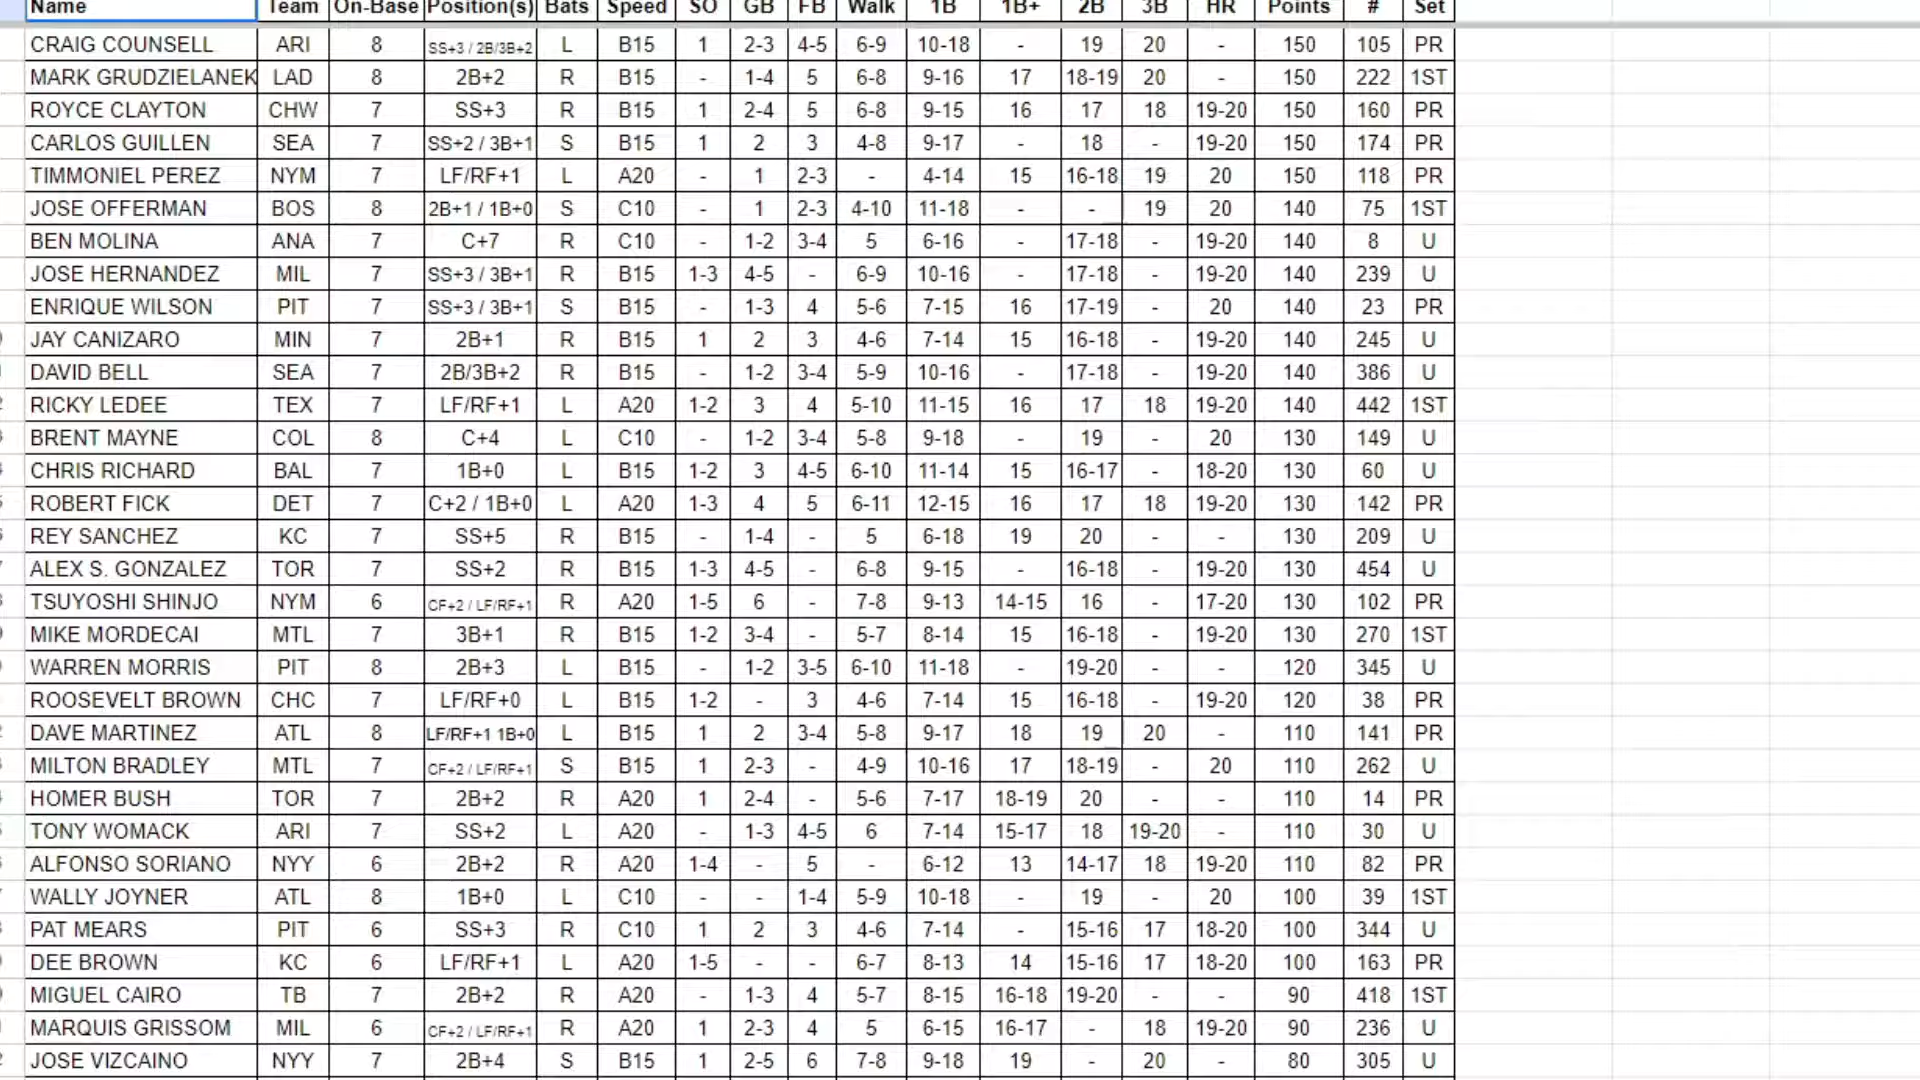 Name Team On-Base Position(s) Bats Speed SO GB FB Walk 1B 1B+ 2B 3B HR Points # Set
CRAIG COUNSELL ARI 8 SS+3 / 2B/3B+2 L B15 1 2-3 4-5 6-9 10-18 - 19 20 - 150 105 PR
MARK GRUDZIELANEK LAD 8 2B+2 R B15 - 1-4 5 6-8 9-16 17 18-19 20 - 150 222 1ST
ROYCE CLAYTON CHW 7 SS+3 R B15 1 2-4 5 6-8 9-15 16 17 18 19-20 150 160 PR
CARLOS GUILLEN SEA 7 SS+2 / 3B+1 S B15 1 2 3 4-8 9-17 - 18 - 19-20 150 174 PR
TIMMONIEL PEREZ NYM 7 LF/RF+1 L A20 - 1 2-3 - 4-14 15 16-18 19 20 150 118 PR
JOSE OFFERMAN BOS 8 2B+1 / 1B+0 S C10 - 1 2-3 4-10 11-18 - - 19 20 140 75 1ST
BEN MOLINA ANA 7 C+7 R C10 - 1-2 3-4 5 6-16 - 17-18 - 19-20 140 8 U
JOSE HERNANDEZ MIL 7 SS+3 / 3B+1 R B15 1-3 4-5 - 6-9 10-16 - 17-18 - 19-20 140 239 U
ENRIQUE WILSON PIT 7 SS+3 / 3B+1 S B15 - 1-3 4 5-6 7-15 16 17-19 - 20 140 23 PR
JAY CANIZARO MIN 7 2B+1 R B15 1 2 3 4-6 7-14 15 16-18 - 19-20 140 245 U
DAVID BELL SEA 7 2B/3B+2 R B15 - 1-2 3-4 5-9 10-16 - 17-18 - 19-20 140 386 U
RICKY LEDEE TEX 7 LF/RF+1 L A20 1-2 3 4 5-10 11-15 16 17 18 19-20 140 442 1ST
BRENT MAYNE COL 8 C+4 L C10 - 1-2 3-4 5-8 9-18 - 19 - 20 130 149 U
CHRIS RICHARD BAL 7 1B+0 L B15 1-2 3 4-5 6-10 11-14 15 16-17 - 18-20 130 60 U
ROBERT FICK DET 7 C+2 / 1B+0 L A20 1-3 4 5 6-11 12-15 16 17 18 19-20 130 142 PR
REY SANCHEZ KC 7 SS+5 R B15 - 1-4 - 5 6-18 19 20 - - 130 209 U
ALEX S. GONZALEZ TOR 7 SS+2 R B15 1-3 4-5 - 6-8 9-15 - 16-18 - 19-20 130 454 U
TSUYOSHI SHINJO NYM 6 CF+2 / LF/RF+1 R A20 1-5 6 - 7-8 9-13 14-15 16 - 17-20 130 102 PR
MIKE MORDECAI MTL 7 3B+1 R B15 1-2 3-4 - 5-7 8-14 15 16-18 - 19-20 130 270 1ST
WARREN MORRIS PIT 8 2B+3 L B15 - 1-2 3-5 6-10 11-18 - 19-20 - - 120 345 U
ROOSEVELT BROWN CHC 7 LF/RF+0 L B15 1-2 - 3 4-6 7-14 15 16-18 - 19-20 120 38 PR
DAVE MARTINEZ ATL 8 LF/RF+1 1B+0 L B15 1 2 3-4 5-8 9-17 18 19 20 - 110 141 PR
MILTON BRADLEY MTL 7 CF+2 / LF/RF+1 S B15 1 2-3 - 4-9 10-16 17 18-19 - 20 110 262 U
HOMER BUSH TOR 7 2B+2 R A20 1 2-4 - 5-6 7-17 18-19 20 - - 110 14 PR
TONY WOMACK ARI 7 SS+2 L A20 - 1-3 4-5 6 7-14 15-17 18 19-20 - 110 30 U
ALFONSO SORIANO NYY 6 2B+2 R A20 1-4 - 5 - 6-12 13 14-17 18 19-20 110 82 PR
WALLY JOYNER ATL 8 1B+0 L C10 - - 1-4 5-9 10-18 - 19 - 20 100 39 1ST
PAT MEARS PIT 6 SS+3 R C10 1 2 3 4-6 7-14 - 15-16 17 18-20 100 344 U
DEE BROWN KC 6 LF/RF+1 L A20 1-5 - - 6-7 8-13 14 15-16 17 18-20 100 163 PR
MIGUEL CAIRO TB 7 2B+2 R A20 - 1-3 4 5-7 8-15 16-18 19-20 - - 90 418 1ST
MARQUIS GRISSOM MIL 6 CF+2 / LF/RF+1 R A20 1 2-3 4 5 6-15 16-17 - 18 19-20 90 236 U
JOSE VIZCAINO NYY 7 2B+4 S B15 1 2-5 6 7-8 9-18 19 - 20 - 80 305 U